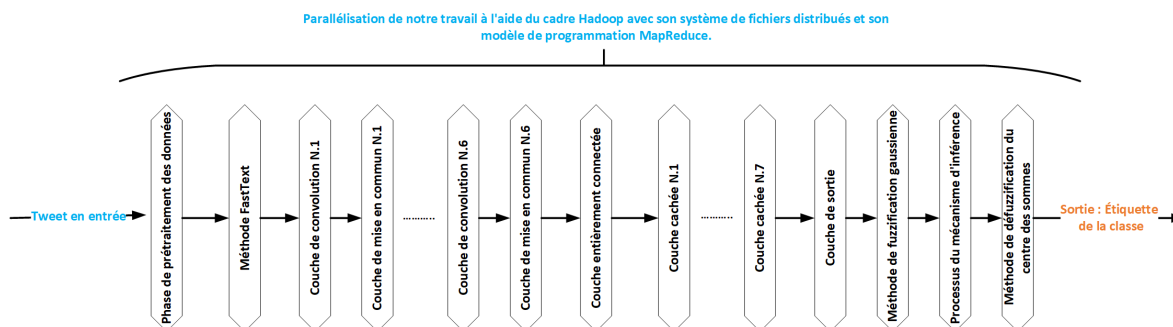 Parallélisation de notre travail à l'aide du cadre Hadoop avec son système de fichiers distribués et son
modèle de programmation MapReduce.
Tweet en entrée
Phase de prétraitement des données
Méthode FastText
Couche de convolution N.1
Couche de mise en commun N.1
...........
Couche de convolution N.6
Couche de mise en commun N.6
Couche entièrement connectée
Couche cachée N.1
...........
Couche cachée N.7
Couche de sortie
Méthode de fuzzification gaussienne
Processus du mécanisme d'inférence
Méthode de défuzzification du
centre des sommes
Sortie : Étiquette
de la classe